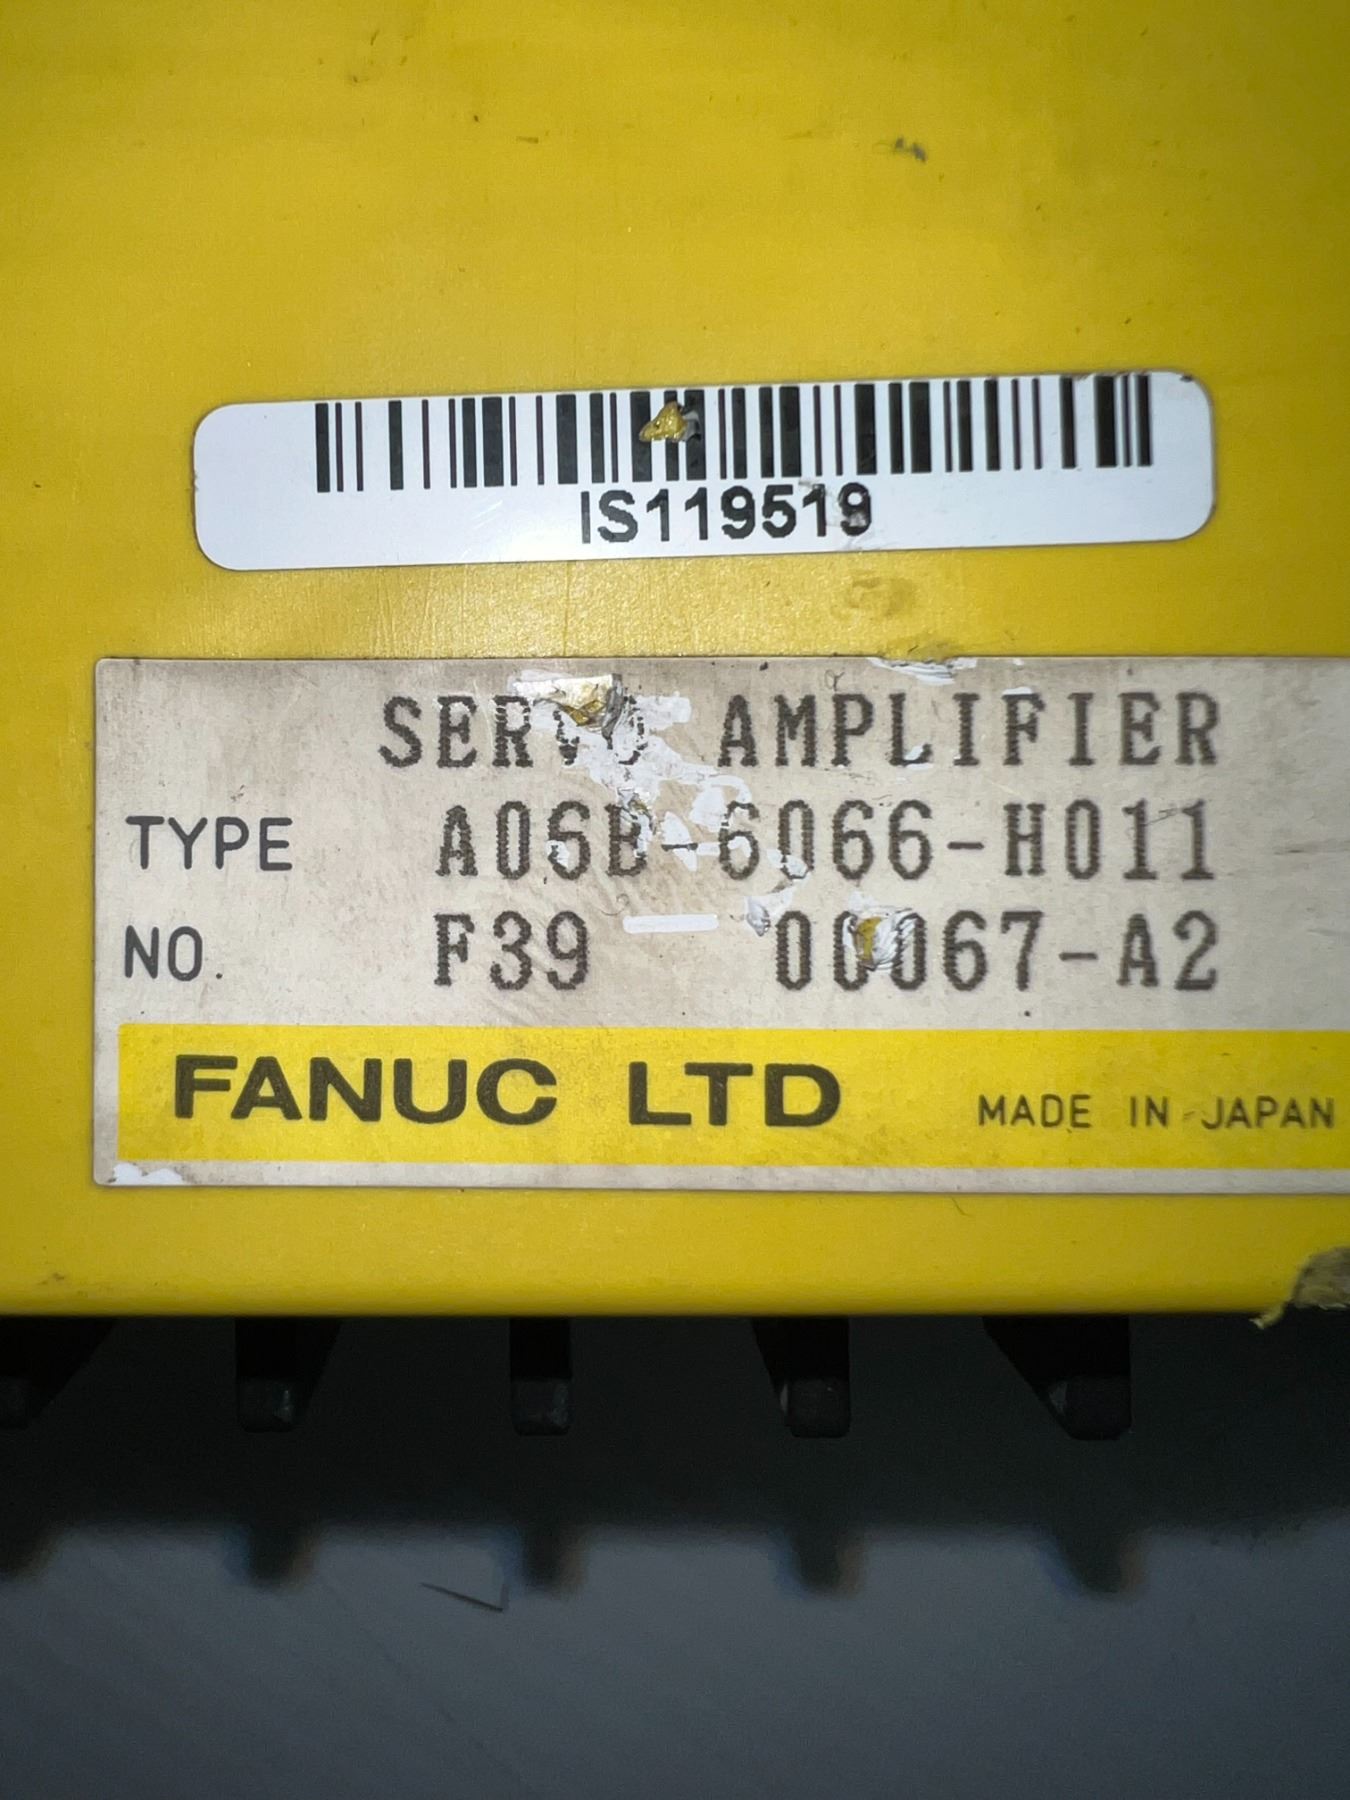 IS119519
SERVO AMPLIFIER
TYPE A06B-6066-H011
NO. F39 00067-A2
FANUC LTD MADE IN JAPAN